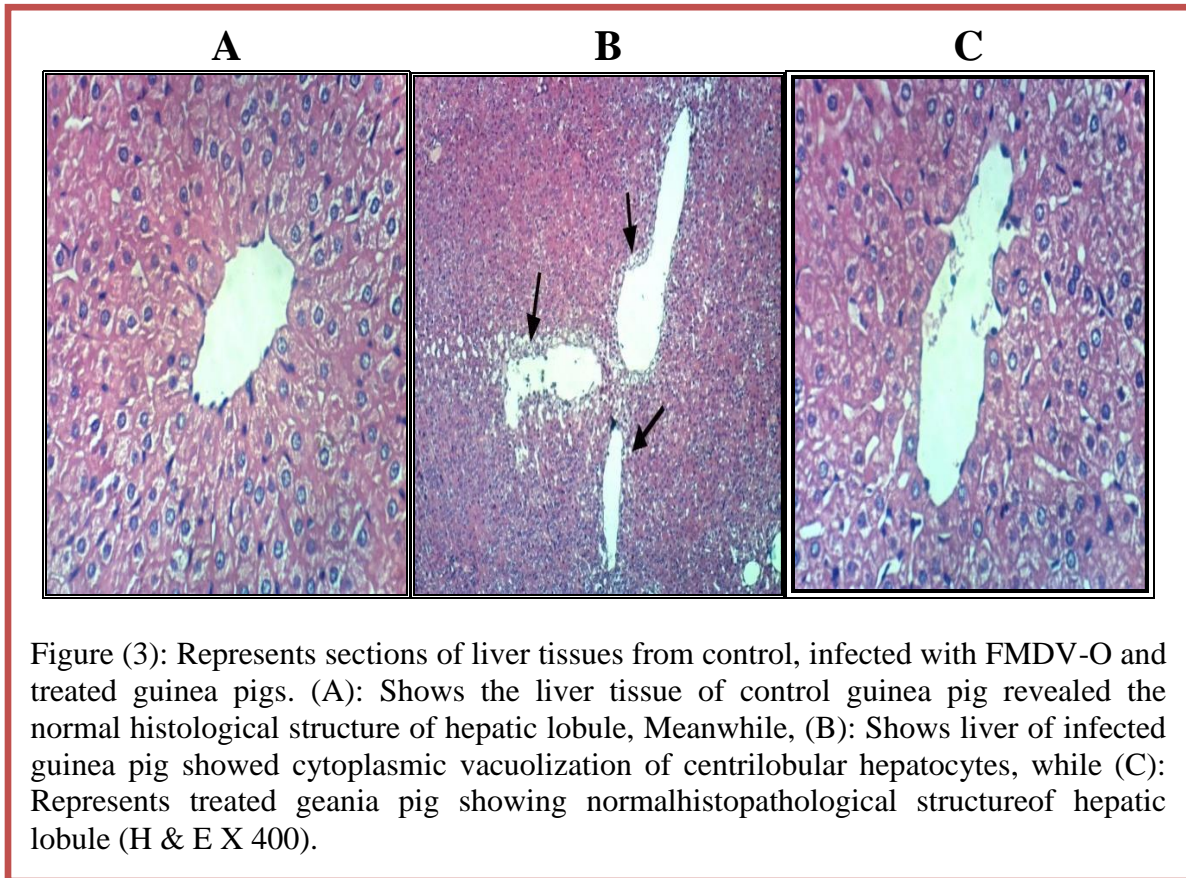 A B C
Figure (3): Represents sections of liver tissues from control, infected with FMDV-O and
treated guinea pigs. (A): Shows the liver tissue of control guinea pig revealed the
normal histological structure of hepatic lobule, Meanwhile, (B): Shows liver of infected
guinea pig showed cytoplasmic vacuolization of centrilobular hepatocytes, while (C):
Represents treated geania pig showing normalhistopathological structureof hepatic
lobule (H & E X 400).